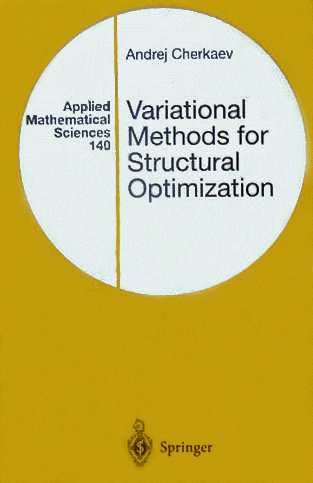 Andrej Cherkaev
Applied
Mathematical
Sciences
140
Variational
Methods for
Structural
Optimization
Springer